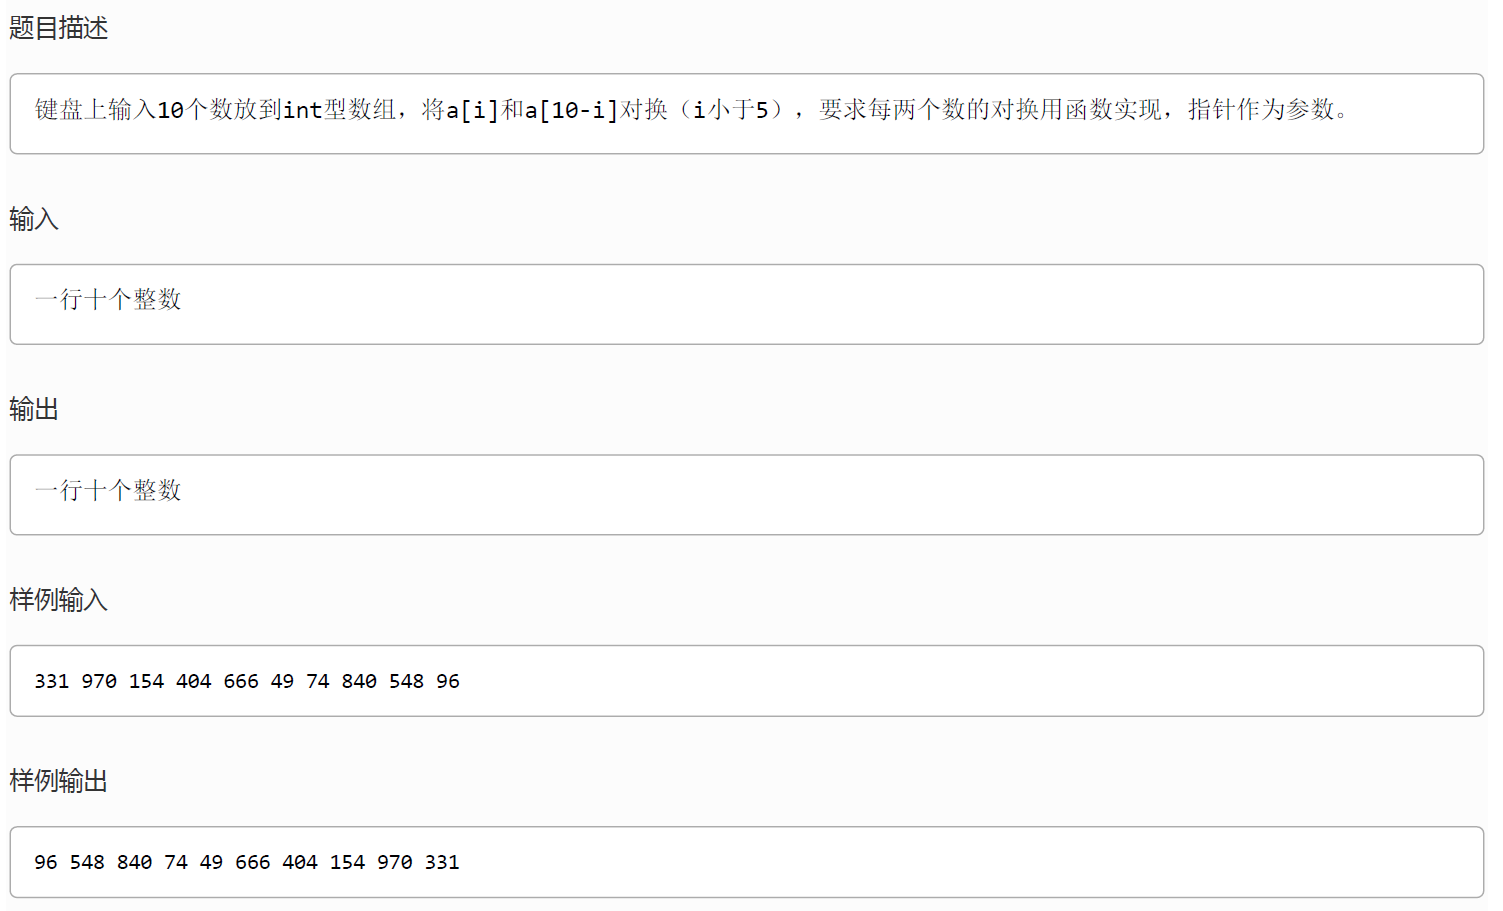 题目描述
键盘上输入10个数放到int型数组，将a[i]和a[10-i]对换（i小于5），要求每两个数的对换用函数实现，指针作为参数。
输入
一行十个整数
输出
一行十个整数
样例输入
331 970 154 404 666 49 74 840 548 96
样例输出
96 548 840 74 49 666 404 154 970 331